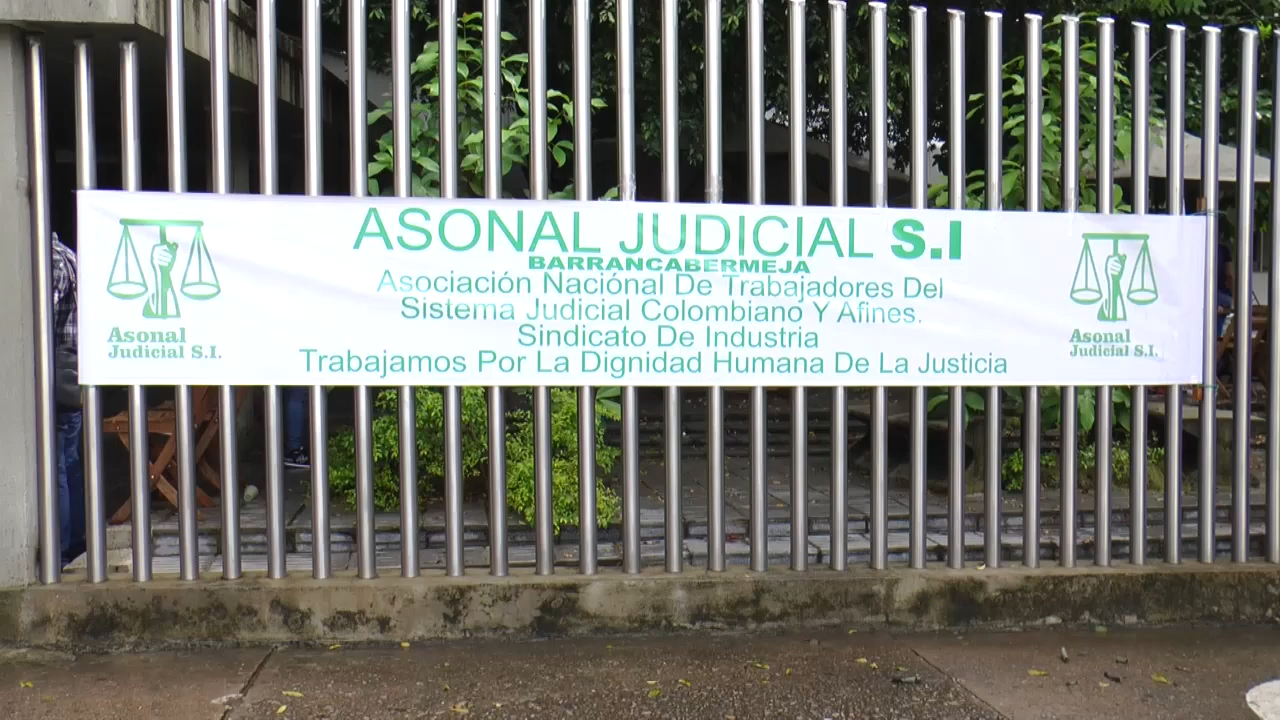 ASONAL JUDICIAL S.I
BARRANCABERMEJA
Asociación Naciónal De Trabajadores Del
Sistema Judicial Colombiano Y Afines.
Sindicato De Industria
Trabajamos Por La Dignidad Humana De La Justicia
Asonal
Judicial S.I.
Asonal
Judicial S.I.